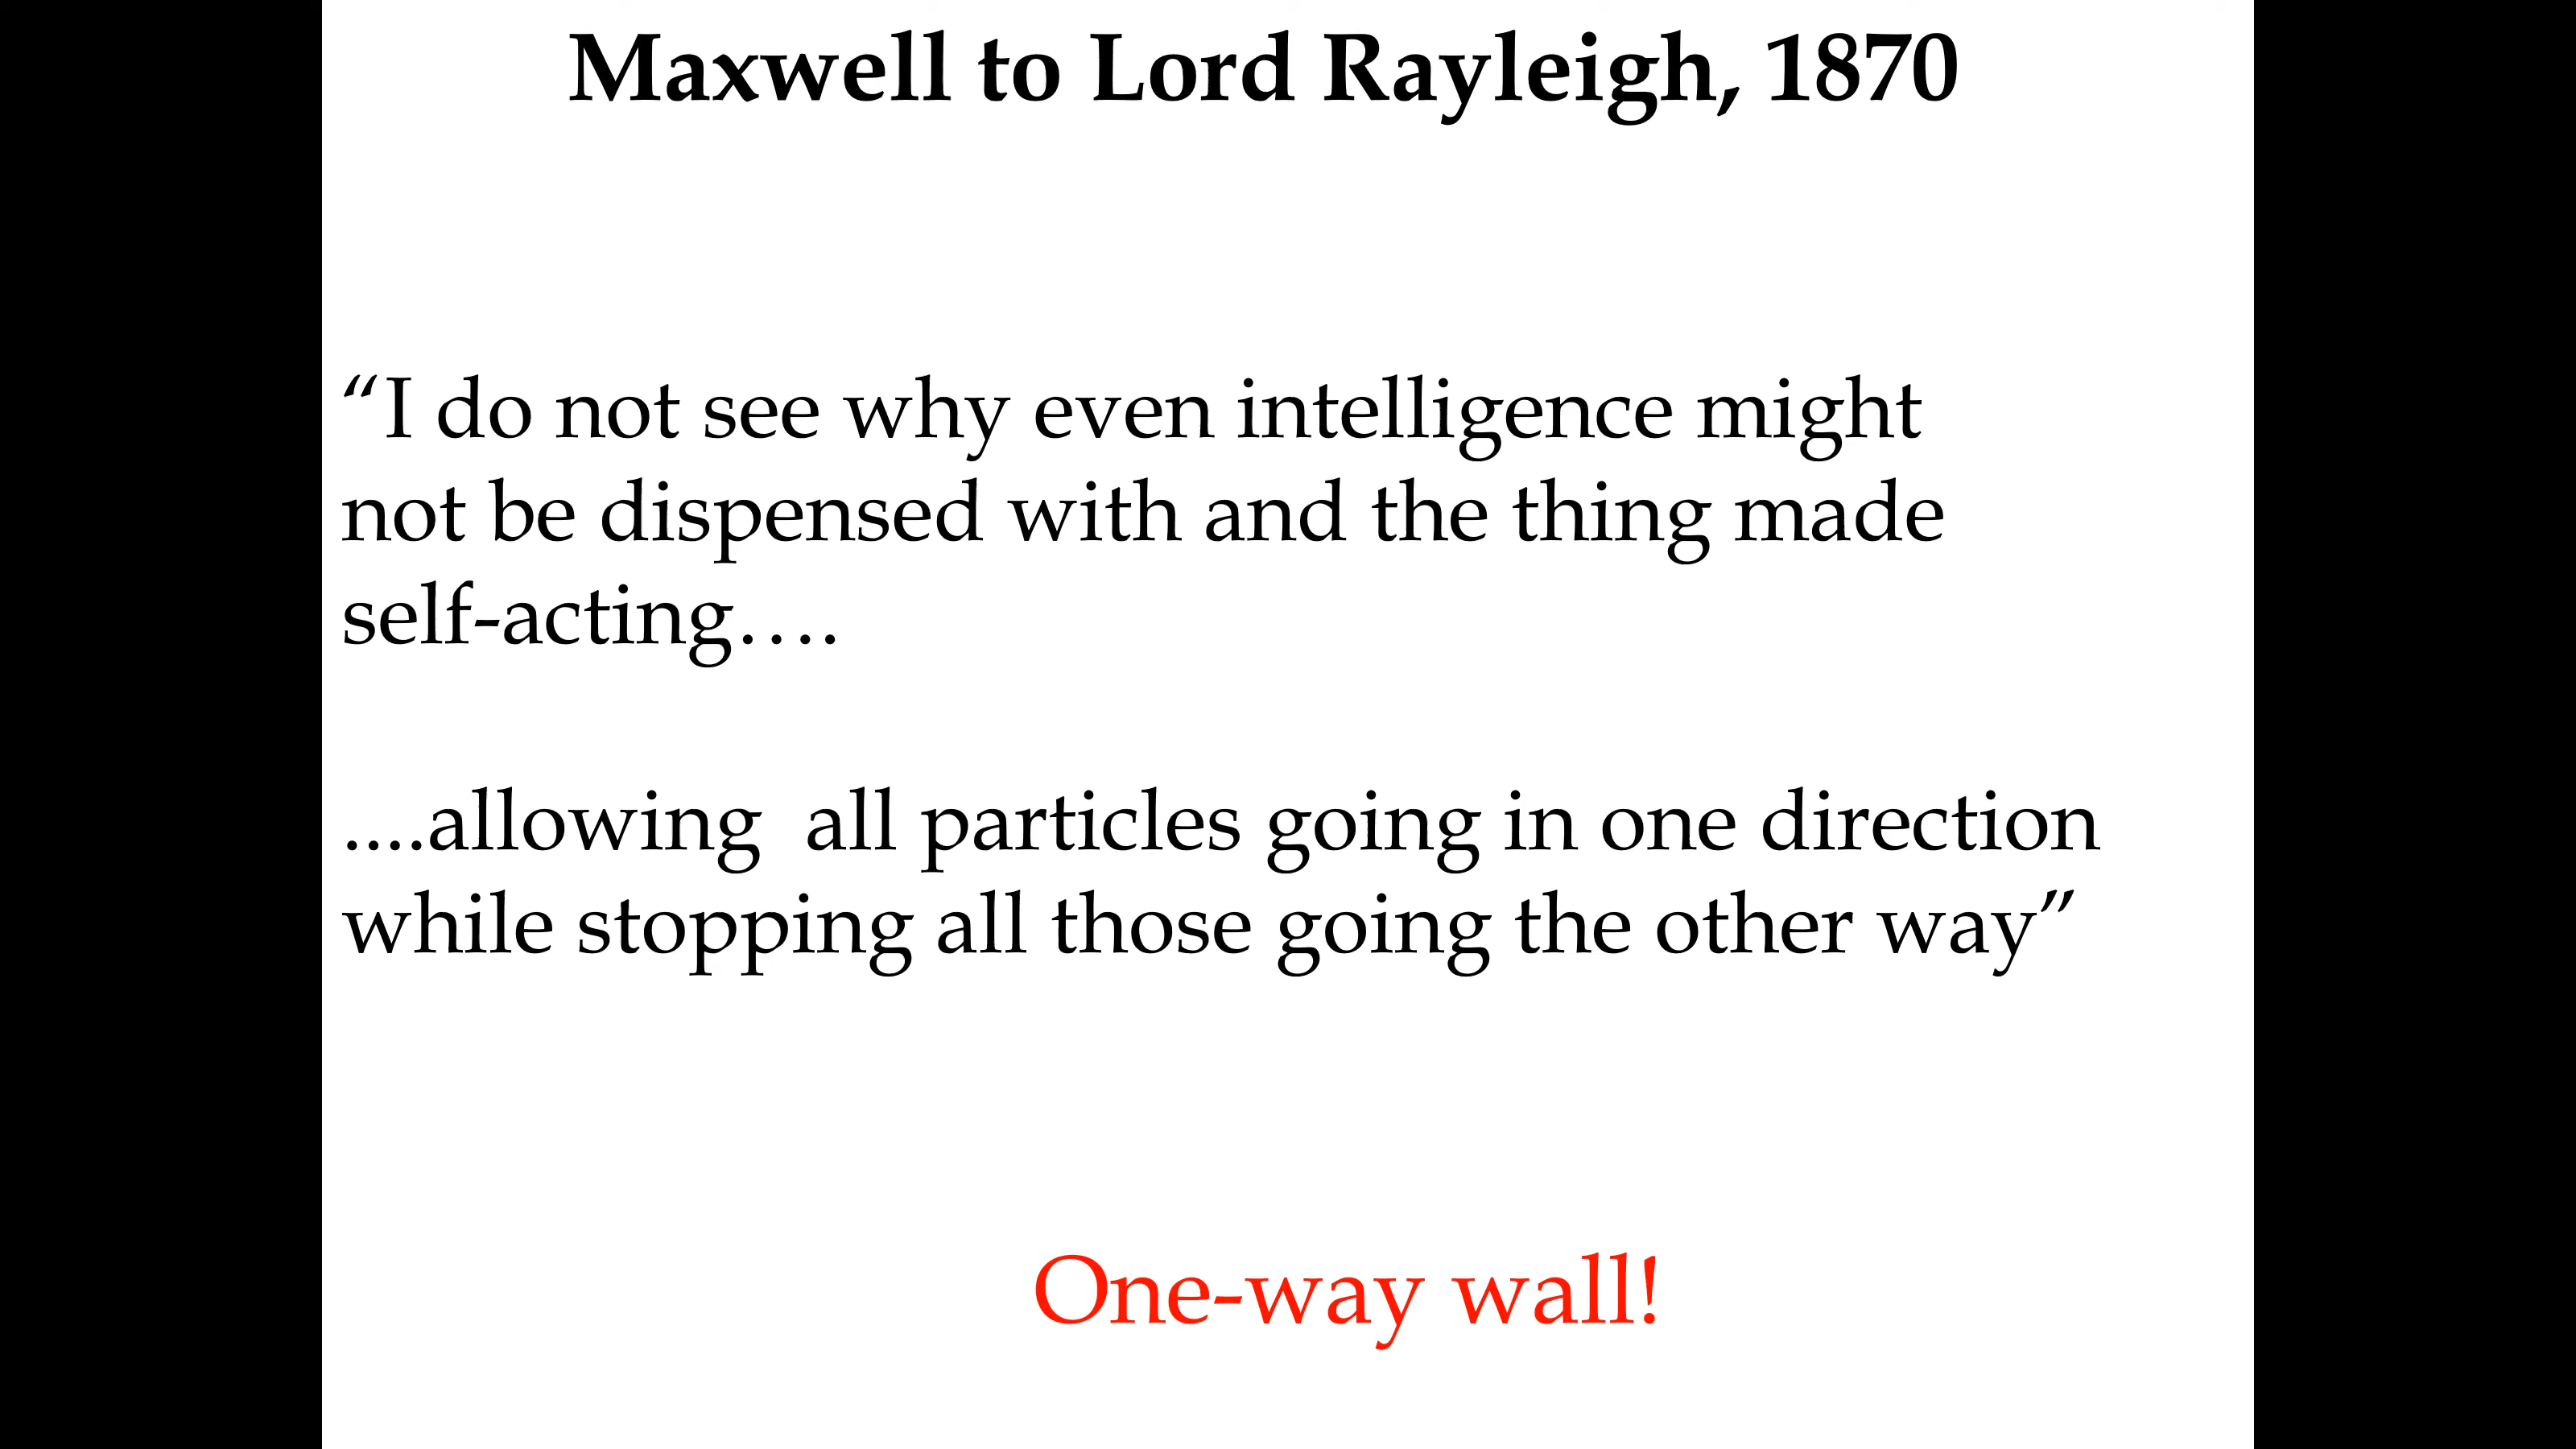 Maxwell to Lord Rayleigh, 1870
“I do not see why even intelligence might
not be dispensed with and the thing made
self-acting….
....allowing  all particles going in one direction
while stopping all those going the other way”
One-way wall!